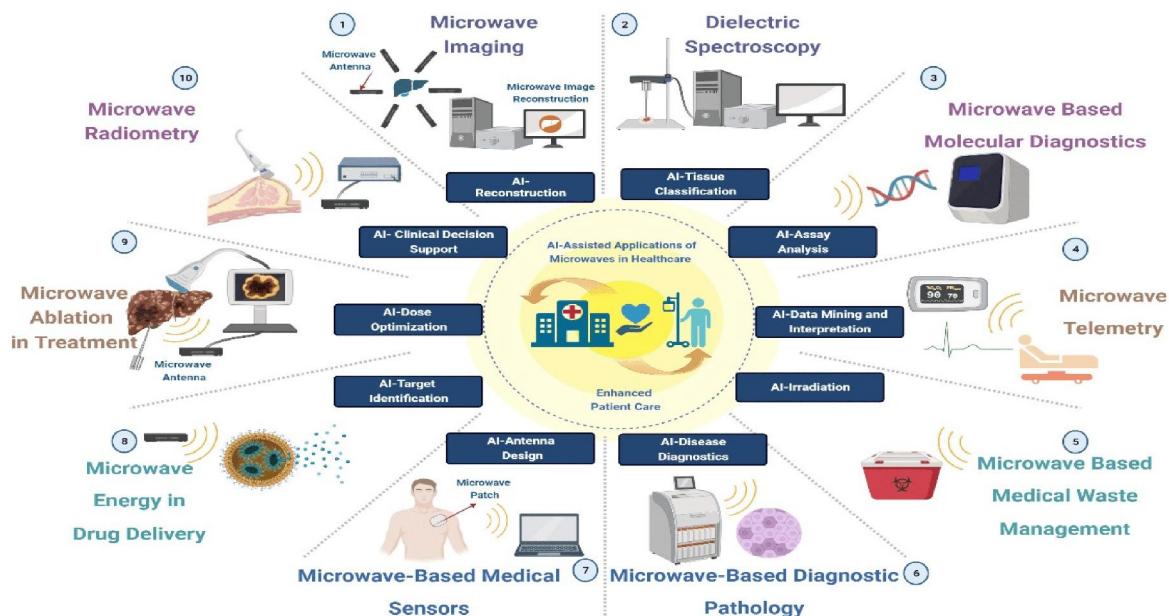 1
Microwave
Imaging
Microwave
Antenna
Microwave Image
Reconstruction
AI-
Reconstruction
2
Dielectric
Spectroscopy
AI-Tissue
Classification
3
Microwave Based
Molecular Diagnostics
AI-Assay
Analysis
4
Microwave
Telemetry
90 70
AI-Data Mining and
Interpretation
5
Microwave Based
Medical Waste
Management
AI-Irradiation
6
Microwave-Based Diagnostic
Pathology
AI-Disease
Diagnostics
7
Microwave-Based Medical
Sensors
Microwave
Patch
AI-Antenna
Design
8
Microwave
Energy in
Drug Delivery
AI-Target
Identification
9
Microwave
Ablation
in Treatment
Microwave
Antenna
AI-Dose
Optimization
10
Microwave
Radiometry
AI- Clinical Decision
Support
AI-Assisted Applications of
Microwaves in Healthcare
Enhanced
Patient Care